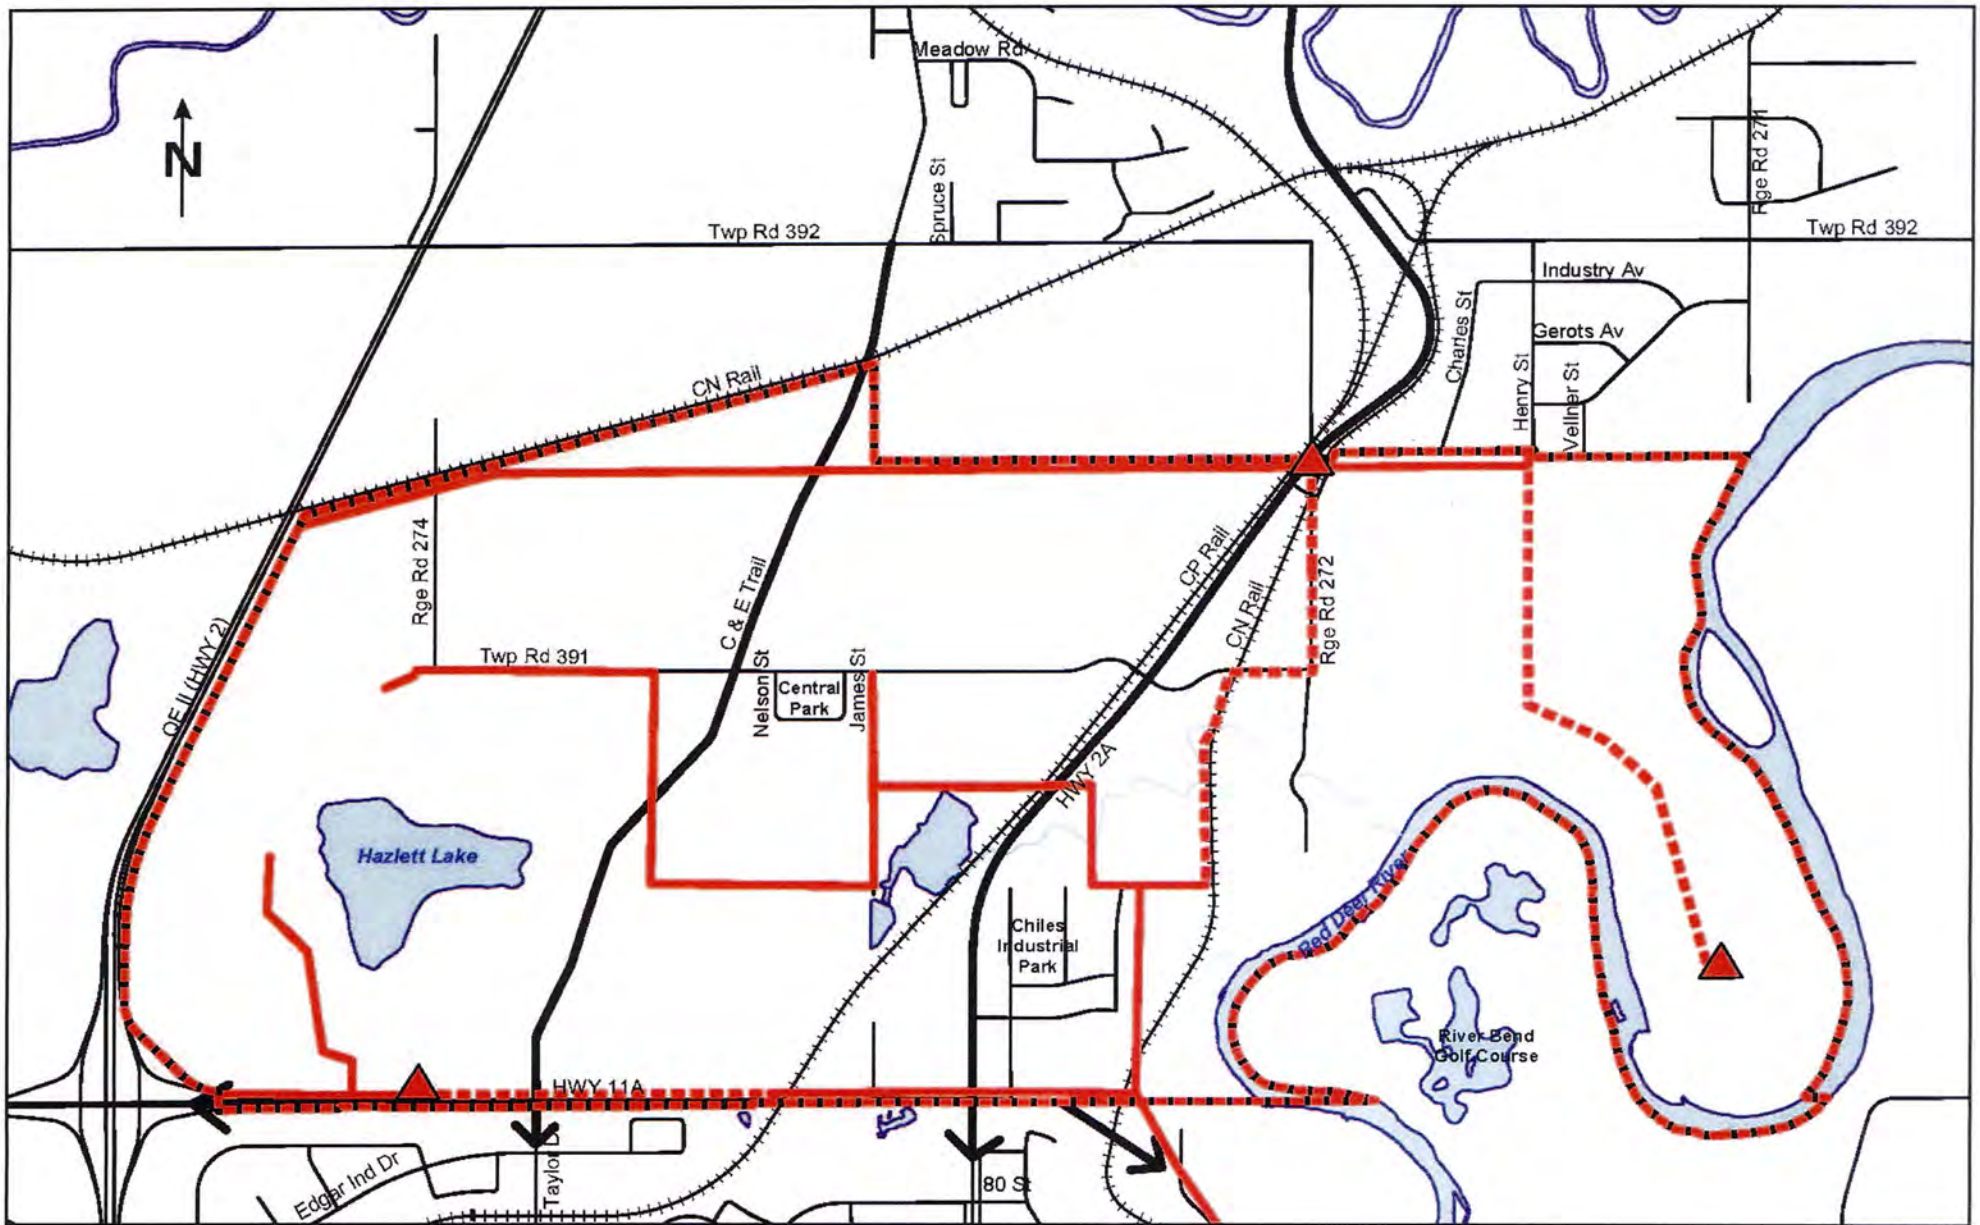 Meadow Rd
N
Spruce St
Rge Rd 271
Twp Rd 392
Twp Rd 392
Industry Av
Charles St
Gerots Av
Henry St
Vellner St
CN Rail
Rge Rd 274
QE II (HWY 2)
C & E Trail
CP Rail
CN Rail
Rge Rd 272
Twp Rd 391
Nelson St
Central
Park
James St
HWY 2A
Hazlett Lake
Red Deer River
Chiles
Industrial
Park
River Bend
Golf Course
HWY 11A
Edgar Ind Dr
Taylor Dr
80 St